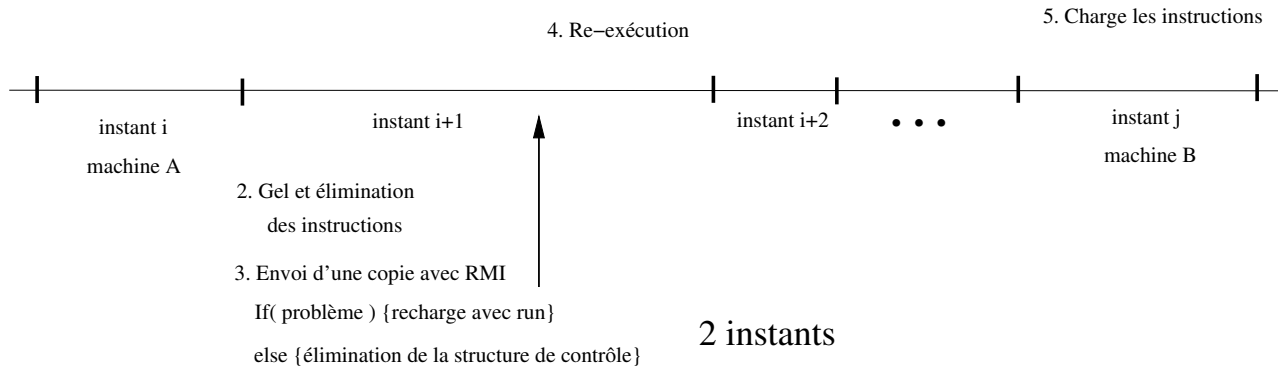 5. Charge les instructions
4. Re−exécution
instant i
instant i+1
instant i+2
• • •
instant j
machine A
machine B
2. Gel et élimination
des instructions
3. Envoi d'une copie avec RMI
If( problème ) {recharge avec run}
else {élimination de la structure de contrôle}
2 instants